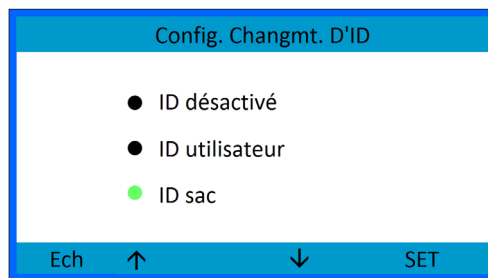 Config. Changmt. D'ID
ID désactivé
ID utilisateur
ID sac
Ech ↑ ↓ SET